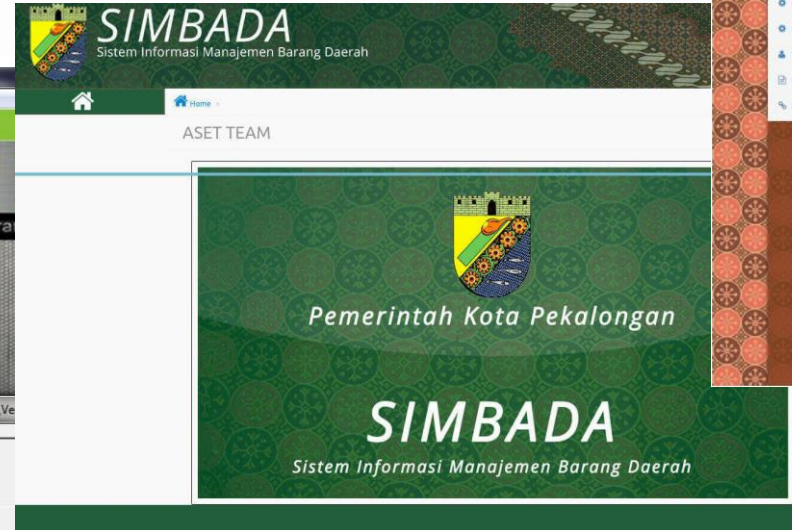 SIMBADA
Sistem Informasi Manajemen Barang Daerah
Home
ASET TEAM
Pemerintah Kota Pekalongan
SIMBADA
Sistem Informasi Manajemen Barang Daerah